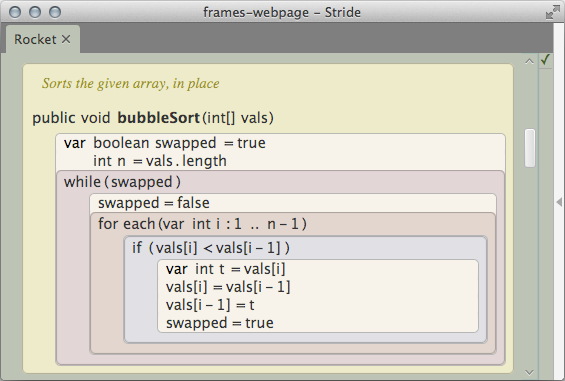 frames-webpage – Stride
Rocket ×
Sorts the given array, in place
public void bubbleSort(int[] vals)
var boolean swapped = true
int n = vals.length
while(swapped)
swapped = false
for each(var int i : 1 .. n – 1)
if (vals[i] < vals[i – 1])
var int t = vals[i]
vals[i] = vals[i – 1]
vals[i – 1] = t
swapped = true